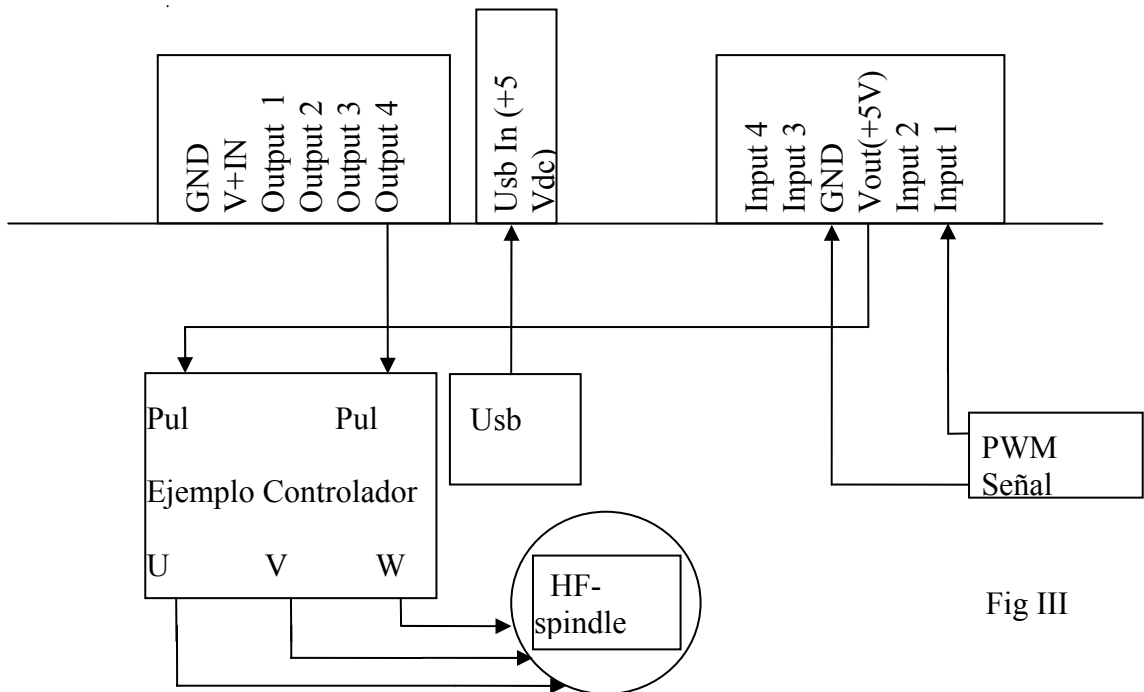 GND
V+IN
Output 1
Output 2
Output 3
Output 4
Usb In (+5
Vdc)
Input 4
Input 3
GND
Vout(+5V)
Input 2
Input 1
Pul
Pul
Ejemplo Controlador
U
V
W
Usb
PWM
Señal
HF-
spindle
Fig III